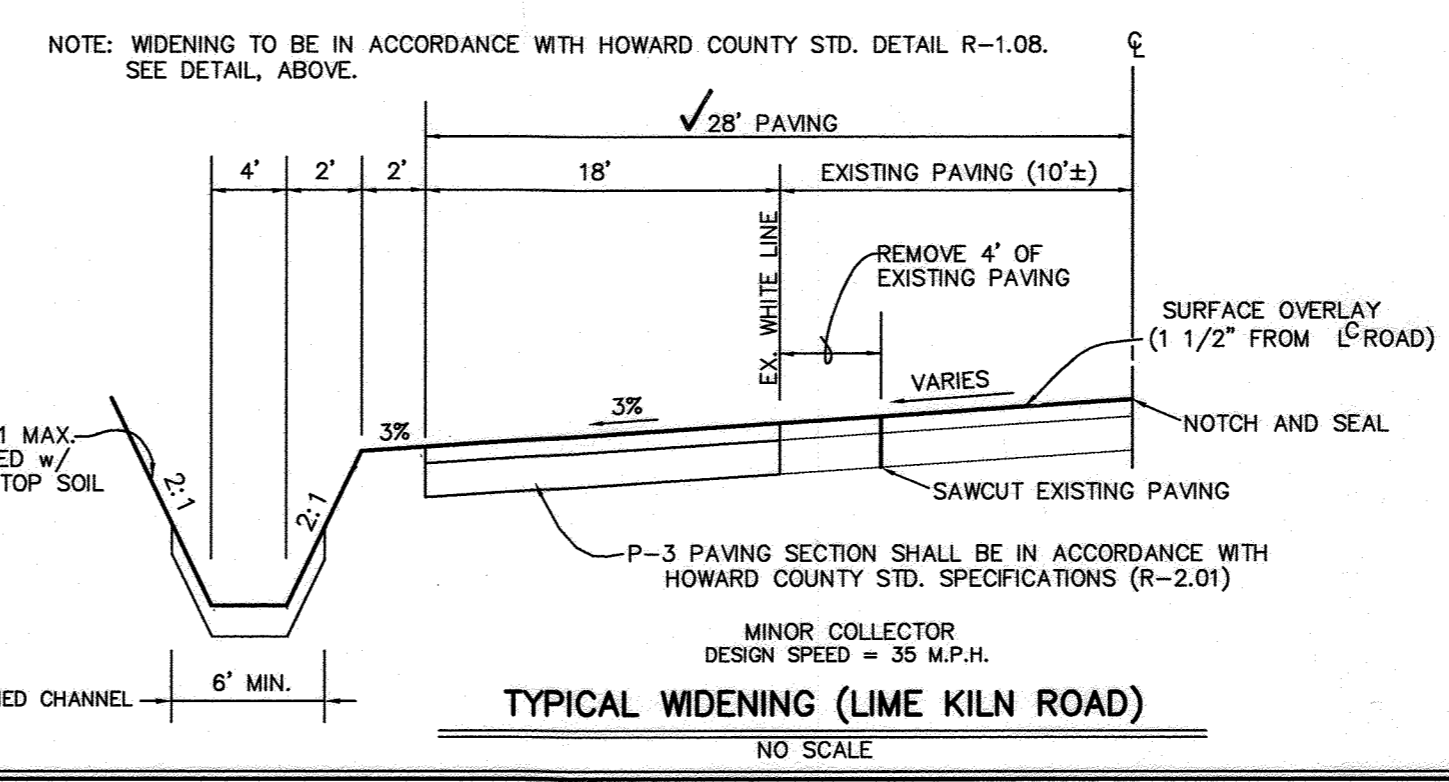 NOTE: WIDENING TO BE IN ACCORDANCE WITH HOWARD COUNTY STD. DETAIL R-1.08.
SEE DETAIL, ABOVE.
℄
28' PAVING
4'
2'
2'
18'
EXISTING PAVING (10'±)
EX. WHITE LINE
REMOVE 4' OF
EXISTING PAVING
SURFACE OVERLAY
(1 1/2" FROM LC ROAD)
VARIES
3%
3%
NOTCH AND SEAL
1 MAX.
ED w/
TOP SOIL
2:1
2:1
SAWCUT EXISTING PAVING
P-3 PAVING SECTION SHALL BE IN ACCORDANCE WITH
HOWARD COUNTY STD. SPECIFICATIONS (R-2.01)
MINOR COLLECTOR
DESIGN SPEED = 35 M.P.H.
NED CHANNEL
6' MIN.
TYPICAL WIDENING (LIME KILN ROAD)
NO SCALE